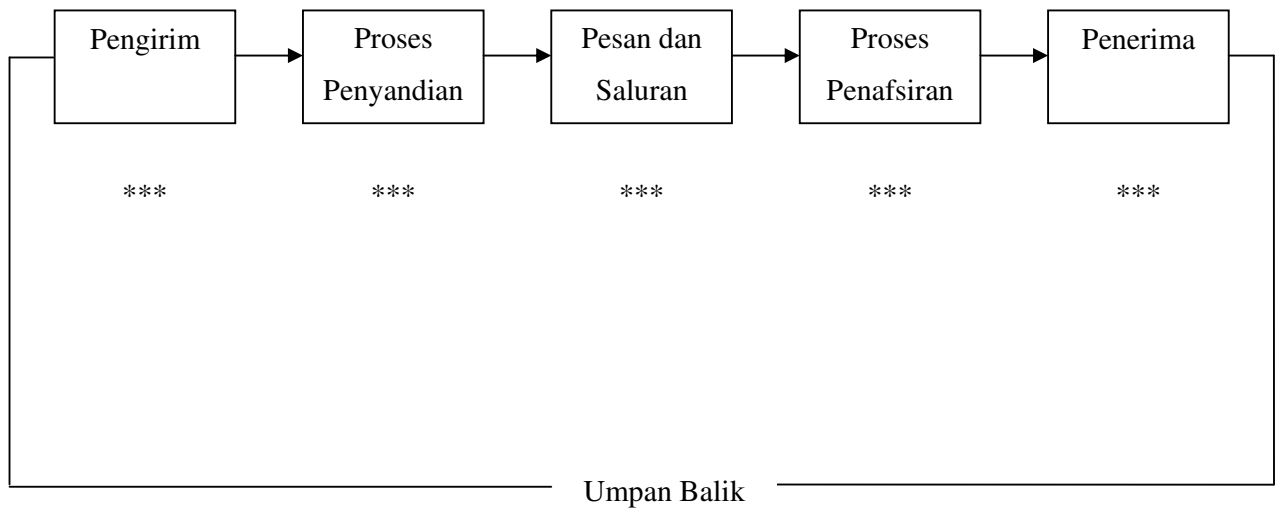 Pengirim
Proses
Penyandian
Pesan dan
Saluran
Proses
Penafsiran
Penerima
***
***
***
***
***
Umpan Balik